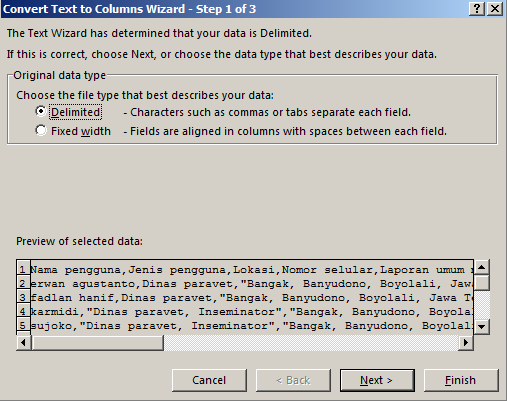 Convert Text to Columns Wizard - Step 1 of 3
The Text Wizard has determined that your data is Delimited.
If this is correct, choose Next, or choose the data type that best describes your data.
Original data type
Choose the file type that best describes your data:
Delimited - Characters such as commas or tabs separate each field.
Fixed width - Fields are aligned in columns with spaces between each field.
Preview of selected data:
1 Nama pengguna,Jenis pengguna,Lokasi,Nomor selular,Laporan umum
2 erwan agustanto,Dinas paravet,"Bangak, Banyudono, Boyolali, Jawa
3 fadlan hanif,Dinas paravet,"Bangak, Banyudono, Boyolali, Jawa Te
4 karmidi,"Dinas paravet, Inseminator","Bangak, Banyudono, Boyolal
5 sujoko,"Dinas paravet, Inseminator","Bangak, Banyudono, Boyolali
Cancel < Back Next > Finish